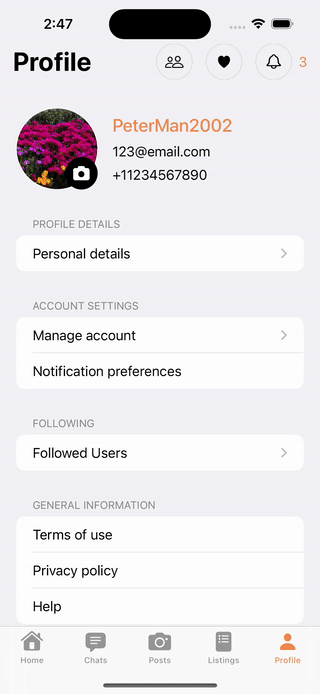 2:47
Profile
3
PeterMan2002
123@email.com
+11234567890
PROFILE DETAILS
Personal details
ACCOUNT SETTINGS
Manage account
Notification preferences
FOLLOWING
Followed Users
GENERAL INFORMATION
Terms of use
Privacy policy
Help
Home Chats Posts Listings Profile